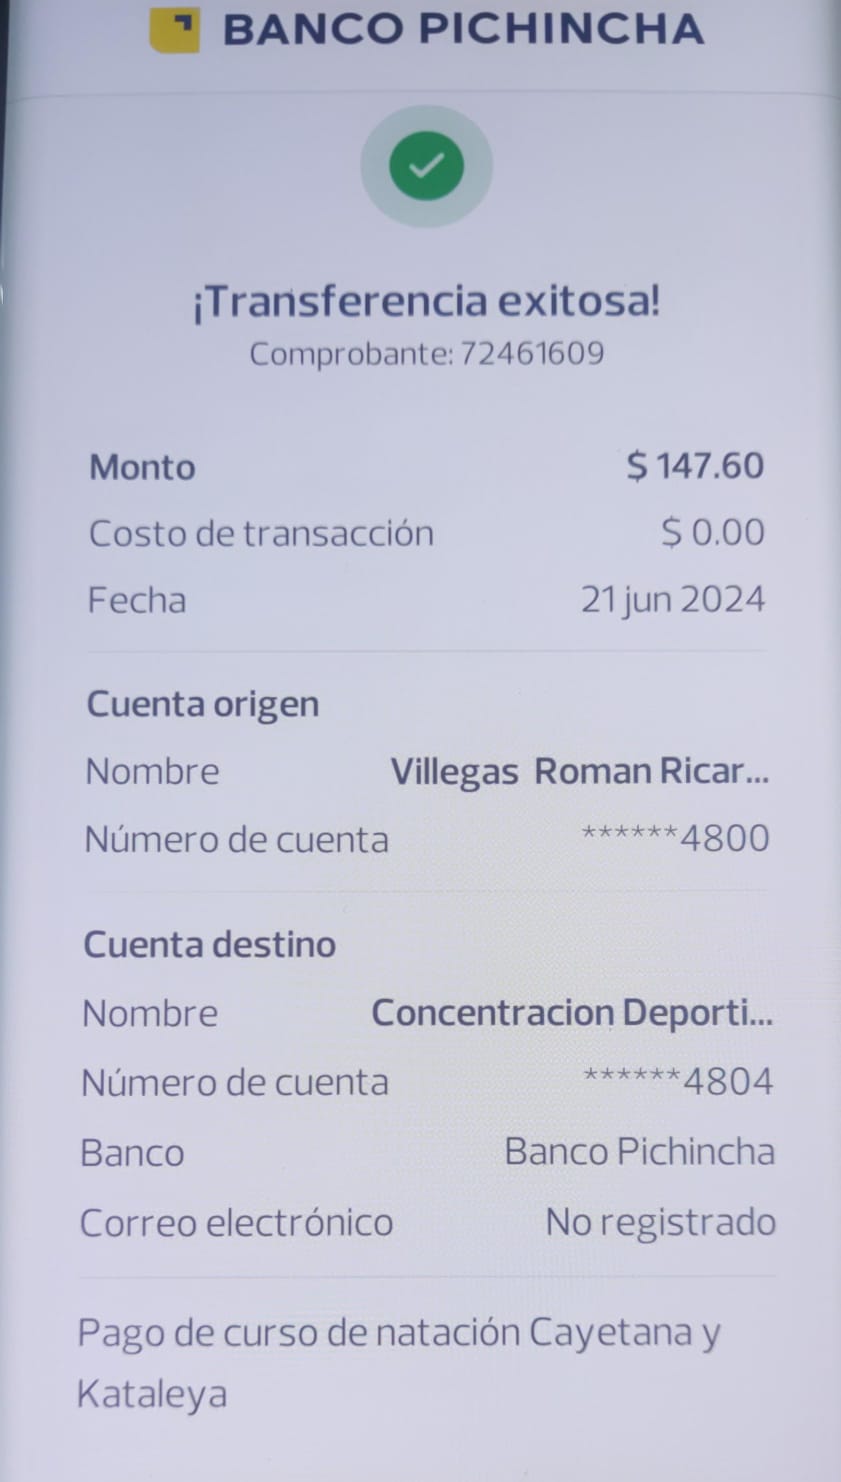 BANCO PICHINCHA
¡Transferencia exitosa!
Comprobante: 72461609
Monto $ 147.60
Costo de transacción $ 0.00
Fecha 21 jun 2024
Cuenta origen
Nombre Villegas Roman Ricar...
Número de cuenta ******4800
Cuenta destino
Nombre Concentracion Deporti...
Número de cuenta ******4804
Banco Banco Pichincha
Correo electrónico No registrado
Pago de curso de natación Cayetana y
Kataleya